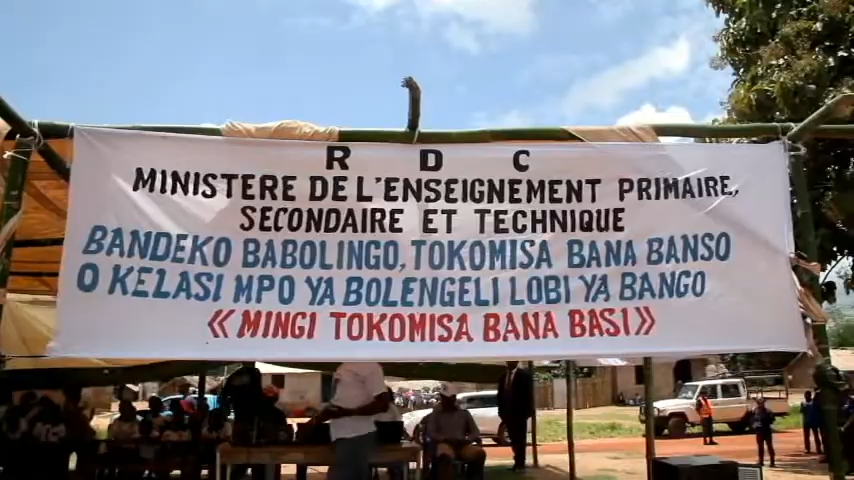 R D C
MINISTERE DE L'ENSEIGNEMENT PRIMAIRE,
SECONDAIRE ET TECHNIQUE
BANDEKO BABOLINGO, TOKOMISA BANA BANSO
O KELASI MPO YA BOLENGELI LOBI YA BANGO
<<MINGI TOKOMISA BANA BASI>>